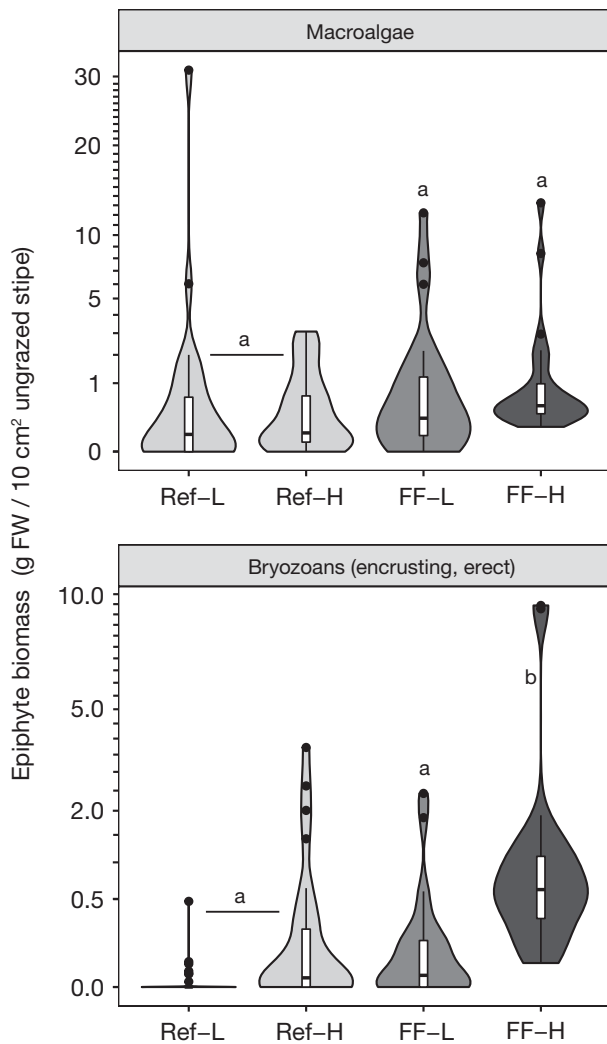 Macroalgae
30
20
10
5
1
0
a
a
a
Ref–L Ref–H FF–L FF–H
Epiphyte biomass (g FW / 10 cm² ungrazed stipe)
Bryozoans (encrusting, erect)
10.0
5.0
2.0
0.5
0.0
b
a
a
Ref–L Ref–H FF–L FF–H